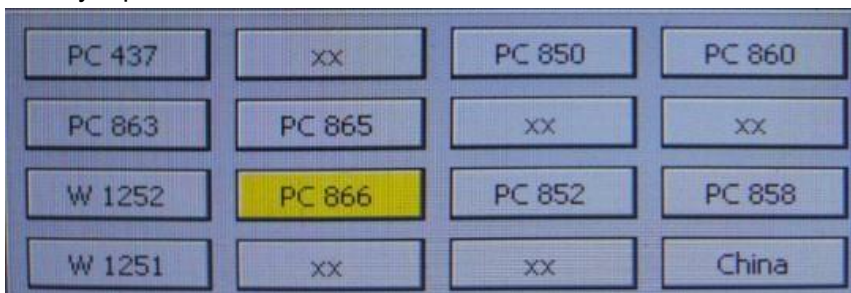 PC 437 xx PC 850 PC 860
PC 863 PC 865 xx xx
W 1252 PC 866 PC 852 PC 858
W 1251 xx xx China